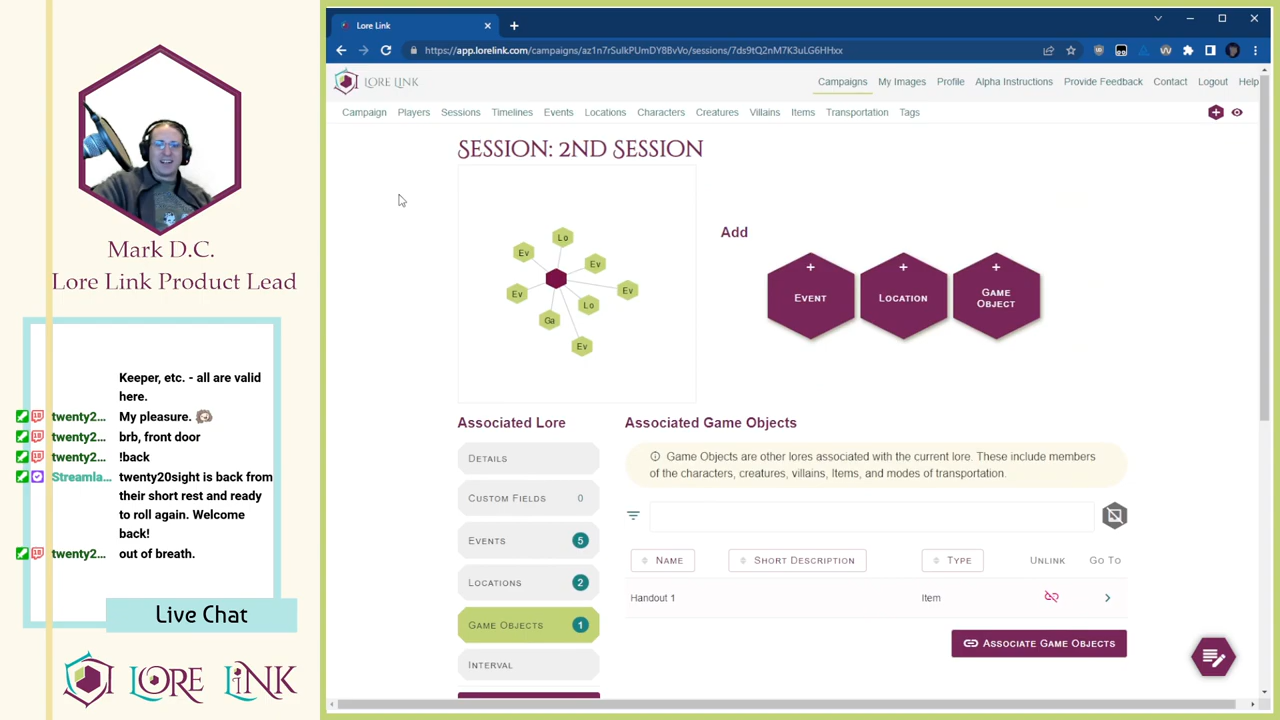 Mark D.C.
Lore Link Product Lead
Keeper, etc. - all are valid
here.
twenty2... My pleasure.
twenty2... brb, front door
twenty2... !back
Streamla... twenty20sight is back from
their short rest and ready
to roll again. Welcome
back!
twenty2... out of breath.
Live Chat
LORE LINK
Lore Link
https://app.lorelink.com/campaigns/az1n7rSulkPUmDY8BvVo/sessions/7ds9tQ2nM7K3uLG6HHxx
LORE LINK
Campaigns My Images Profile Alpha Instructions Provide Feedback Contact Logout Help
Campaign Players Sessions Timelines Events Locations Characters Creatures Villains Items Transportation Tags
SESSION: 2ND SESSION
Lo
Ev
Ev
Ev
Ev
Lo
Ga
Ev
Add
+ + +
EVENT
LOCATION
GAME
OBJECT
Associated Lore
DETAILS
CUSTOM FIELDS 0
EVENTS 5
LOCATIONS 2
GAME OBJECTS 1
INTERVAL
Associated Game Objects
Game Objects are other lores associated with the current lore. These include members
of the characters, creatures, villains, Items, and modes of transportation.
NAME SHORT DESCRIPTION TYPE UNLINK GO TO
Handout 1 Item
ASSOCIATE GAME OBJECTS